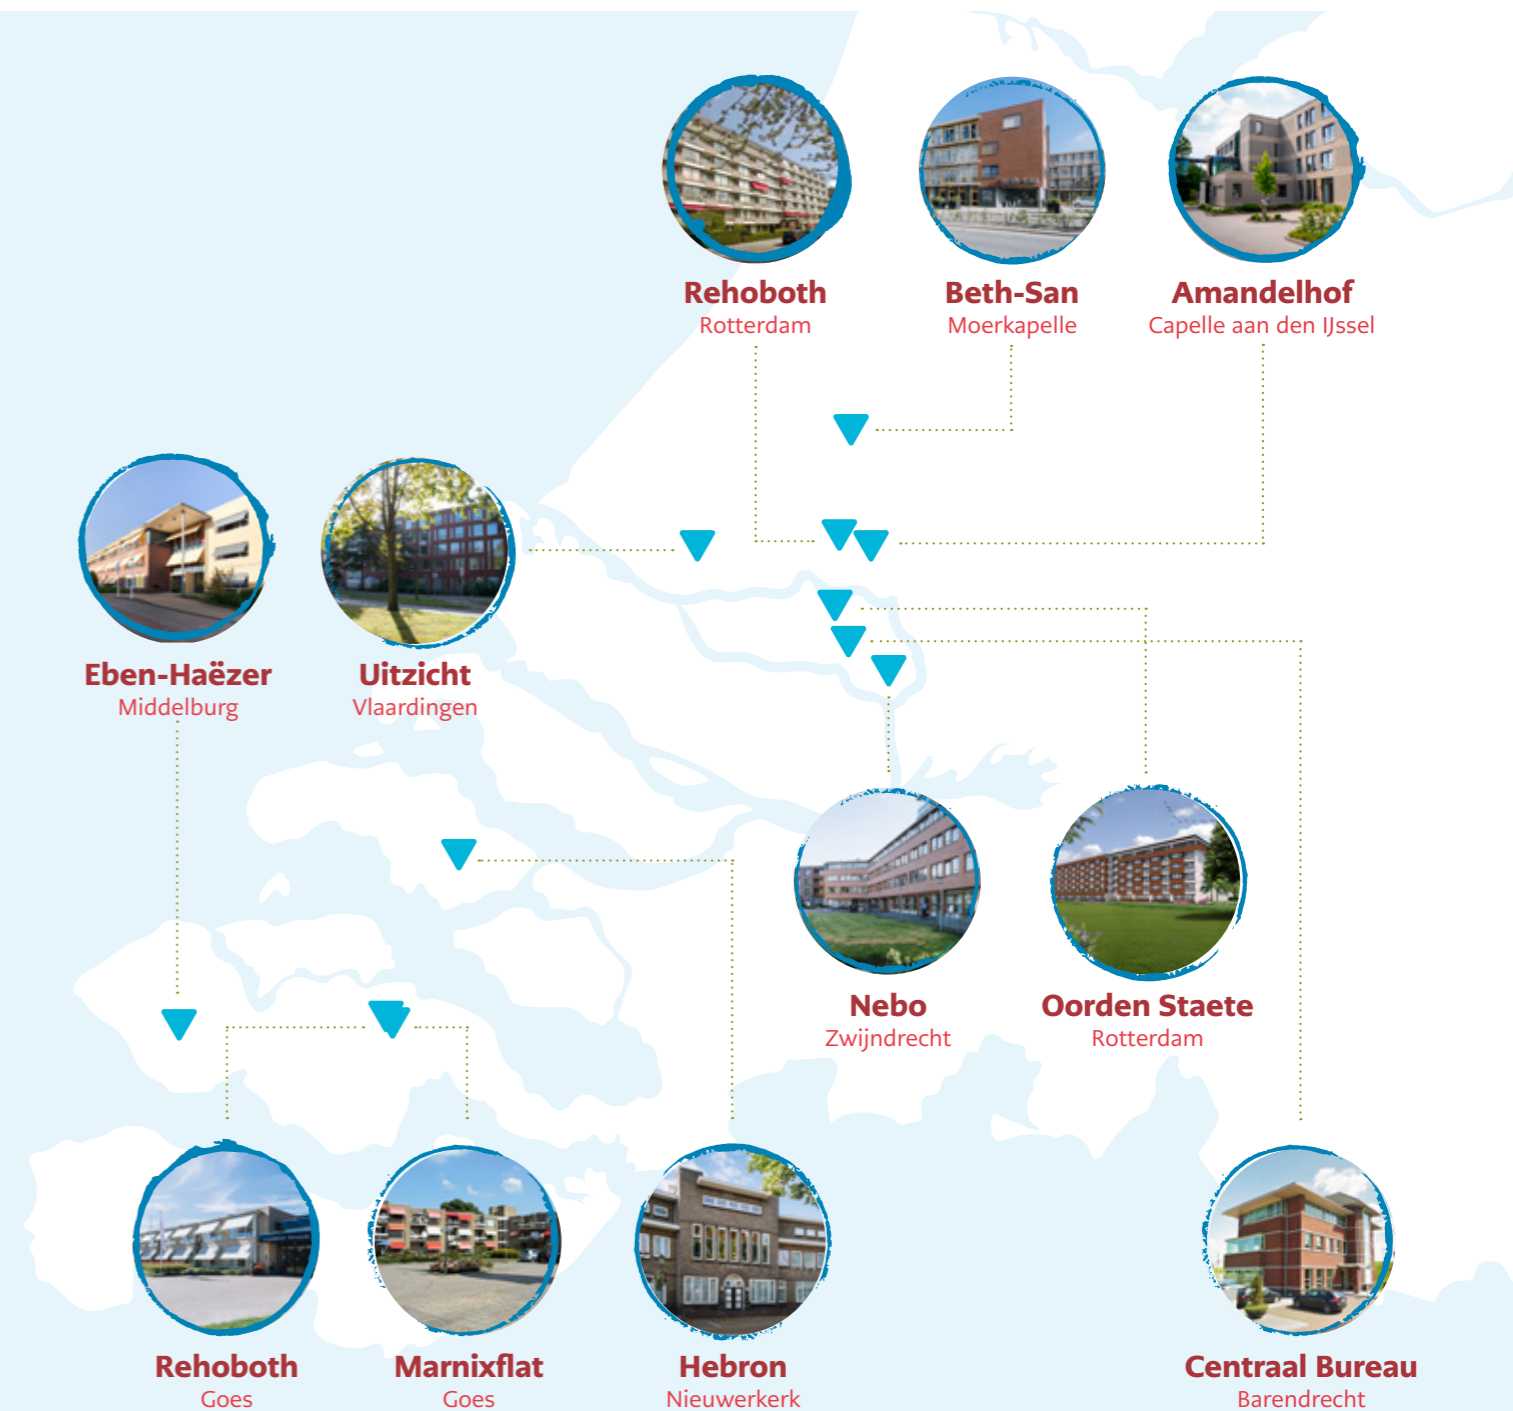 Rehoboth
Rotterdam
Beth-San
Moerkapelle
Amandelhof
Capelle aan den IJssel
Eben-Haëzer
Middelburg
Uitzicht
Vlaardingen
Nebo
Zwijndrecht
Oorden Staete
Rotterdam
Rehoboth
Goes
Marnixflat
Goes
Hebron
Nieuwerkerk
Centraal Bureau
Barendrecht